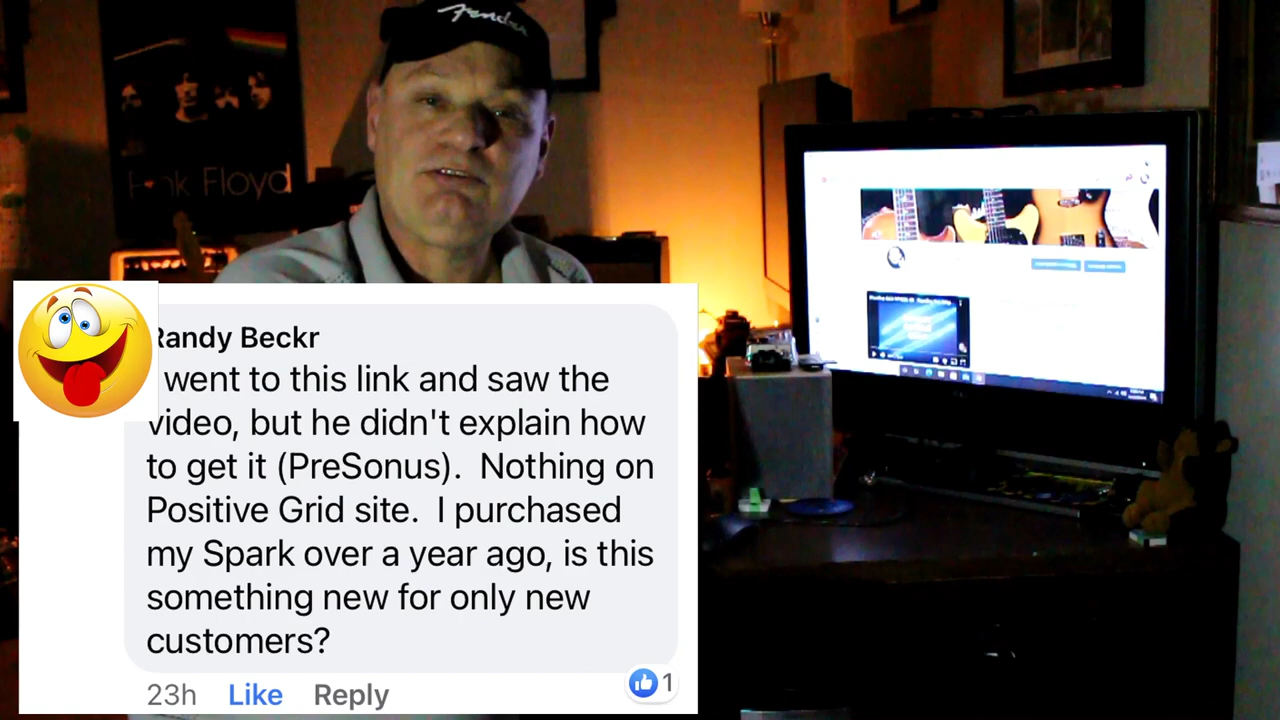 Fender
Pink Floyd
Randy Beckr
went to this link and saw the
video, but he didn't explain how
to get it (PreSonus).  Nothing on
Positive Grid site.  I purchased
my Spark over a year ago, is this
something new for only new
customers?
23h Like Reply 1